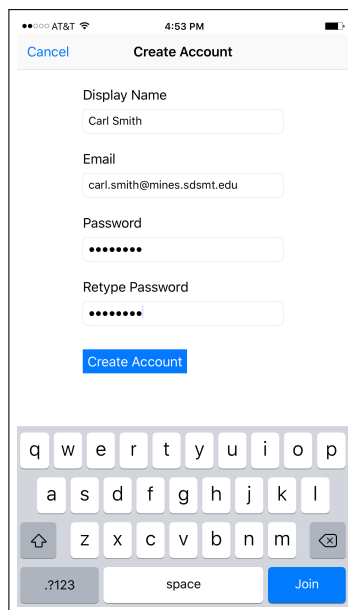 AT&T 4:53 PM
Cancel Create Account
Display Name
Carl Smith
Email
carl.smith@mines.sdsmt.edu
Password
●●●●●●●●
Retype Password
●●●●●●●●
Create Account
q w e r t y u i o p
a s d f g h j k l
z x c v b n m
.?123 space Join